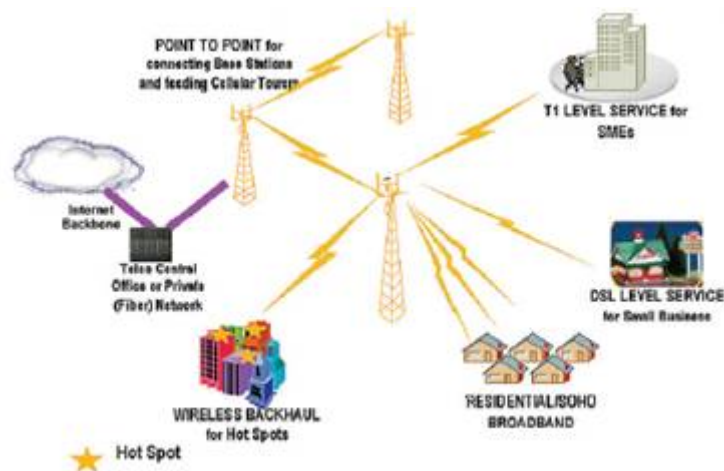 POINT TO POINT for
connecting Base Stations
and feeding Cellular Towers
T1 LEVEL SERVICE for
SMEs
Internet
Backbone
Telco Central
Office or Private
(Fiber) Network
DSL LEVEL SERVICE
for Small Business
WIRELESS BACKHAUL
for Hot Spots
RESIDENTIAL/SOHO
BROADBAND
Hot Spot